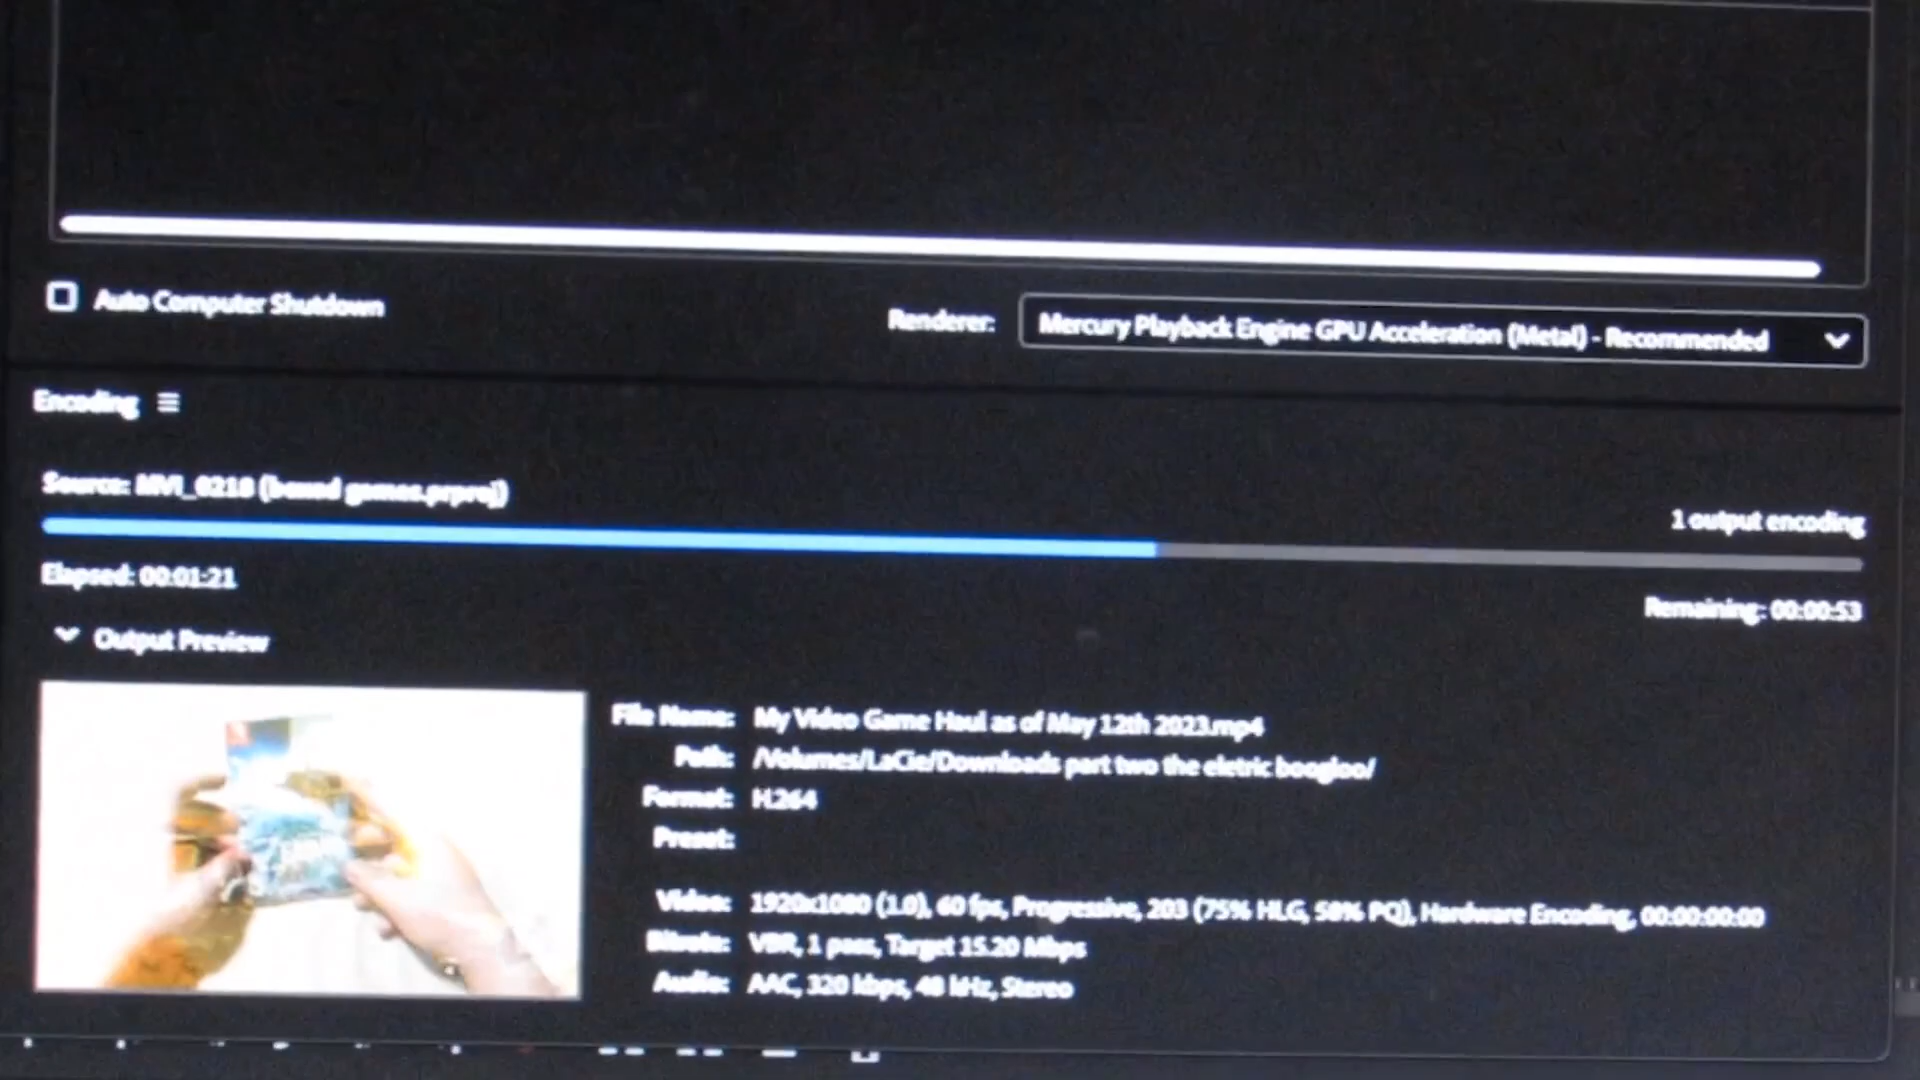 Auto Computer Shutdown
Renderer: Mercury Playback Engine GPU Acceleration (Metal) - Recommended
Encoding
Source: MVI_0218 (boxed games.prproj)
1 output encoding
Elapsed: 00:01:21
Remaining: 00:00:53
Output Preview
File Name: My Video Game Haul as of May 12th 2023.mp4
Path: /Volumes/LaCie/Downloads part two the eletric boogloo/
Format: H.264
Preset:
Video: 1920x1080 (1.0), 60 fps, Progressive, 203 (75% HLG, 58% PQ), Hardware Encoding, 00:00:00:00
Bitrate: VBR, 1 pass, Target 15.20 Mbps
Audio: AAC, 320 kbps, 48 kHz, Stereo